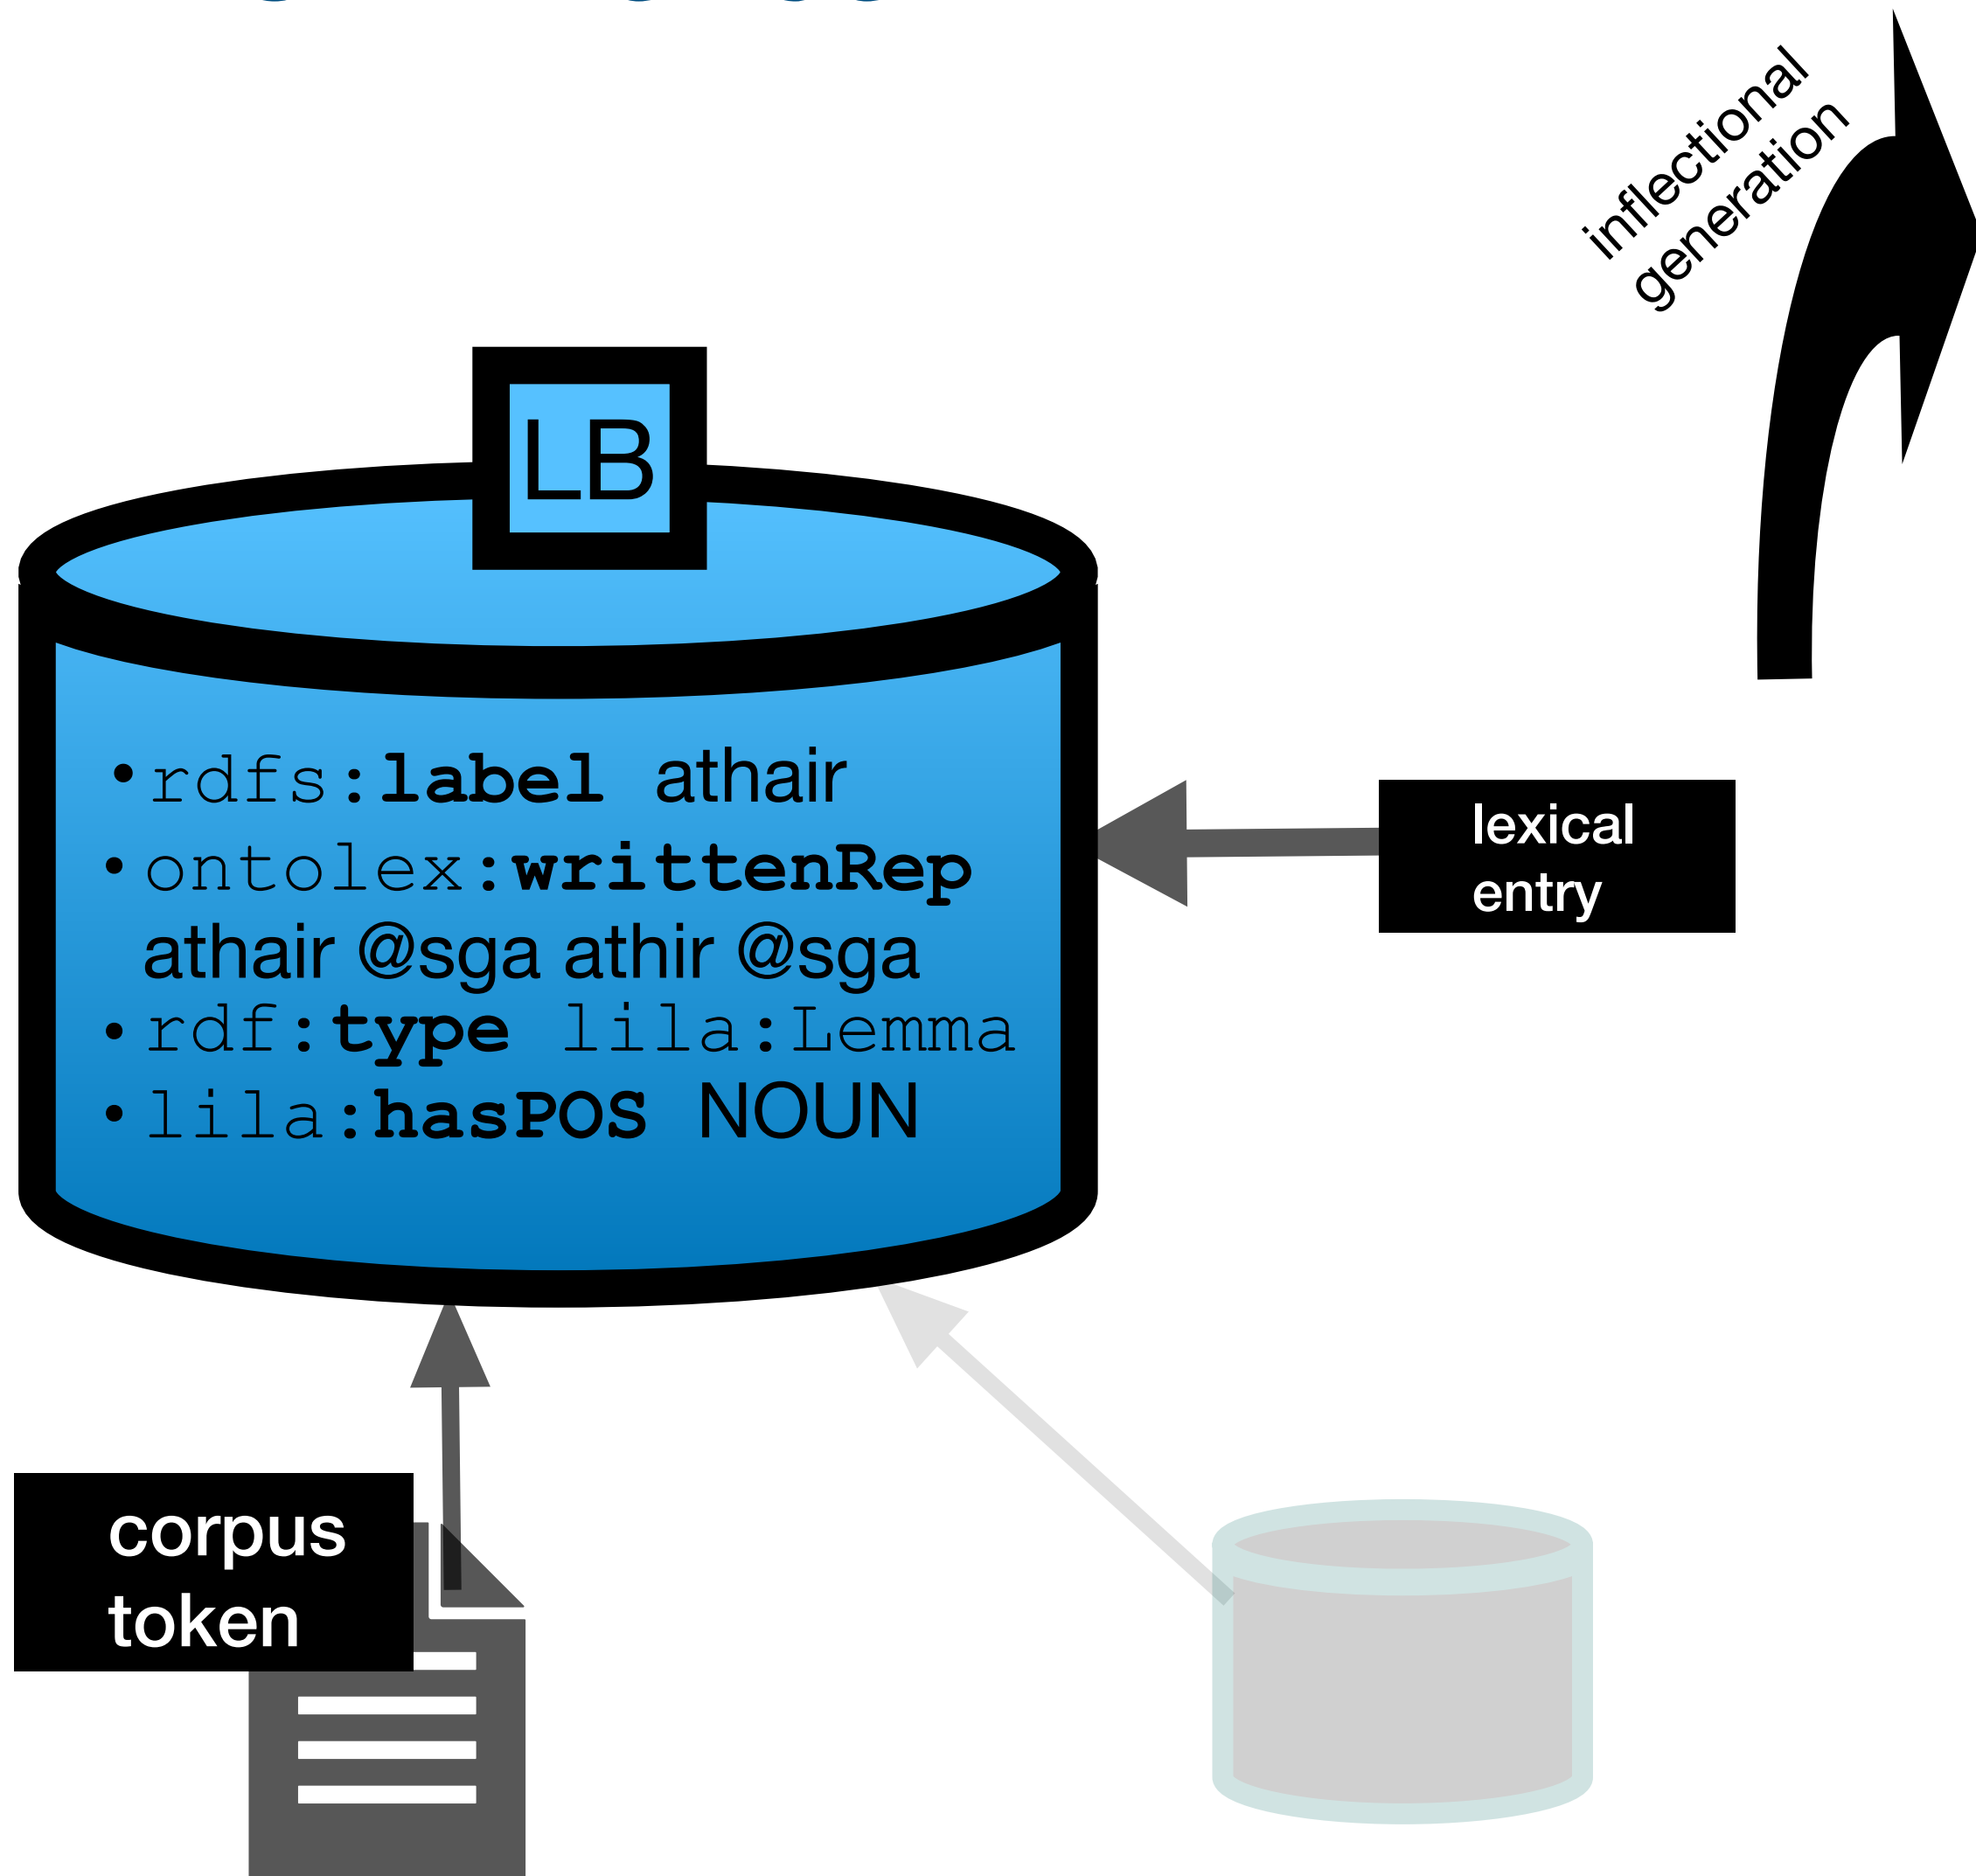 inflectional
generation
LB
•rdfs:label athair
•ontolex:writtenRep
athair @sga athir @sga
•rdf:type lila:Lemma
•lila:hasPOS NOUN
lexical
entry
corpus
token